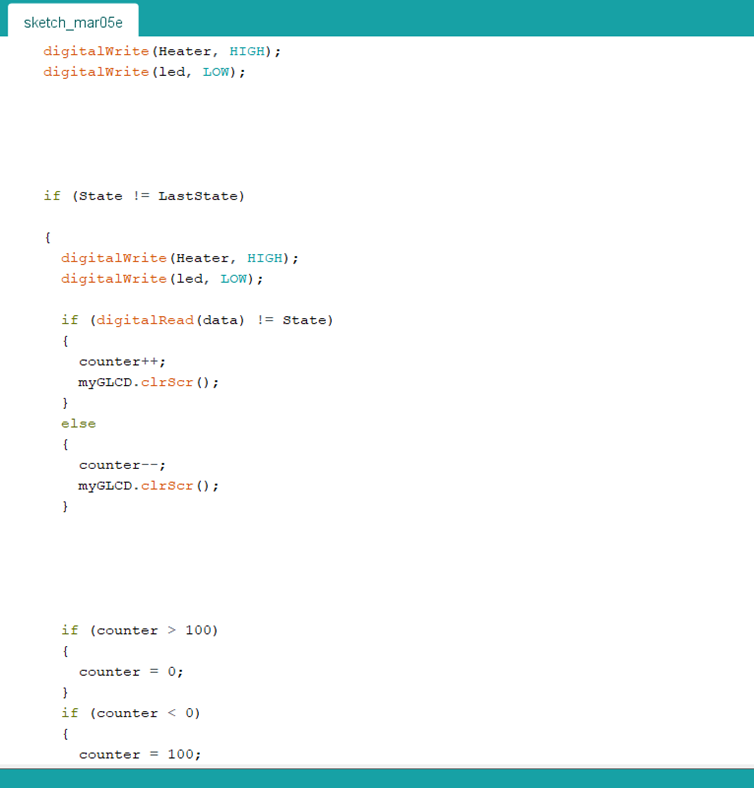 sketch_mar05e
digitalWrite(Heater, HIGH);
digitalWrite(led, LOW);
if (State != LastState)
{
digitalWrite(Heater, HIGH);
digitalWrite(led, LOW);
if (digitalRead(data) != State)
{
counter++;
myGLCD.clrScr();
}
else
{
counter--;
myGLCD.clrScr();
}
if (counter > 100)
{
counter = 0;
}
if (counter < 0)
{
counter = 100;